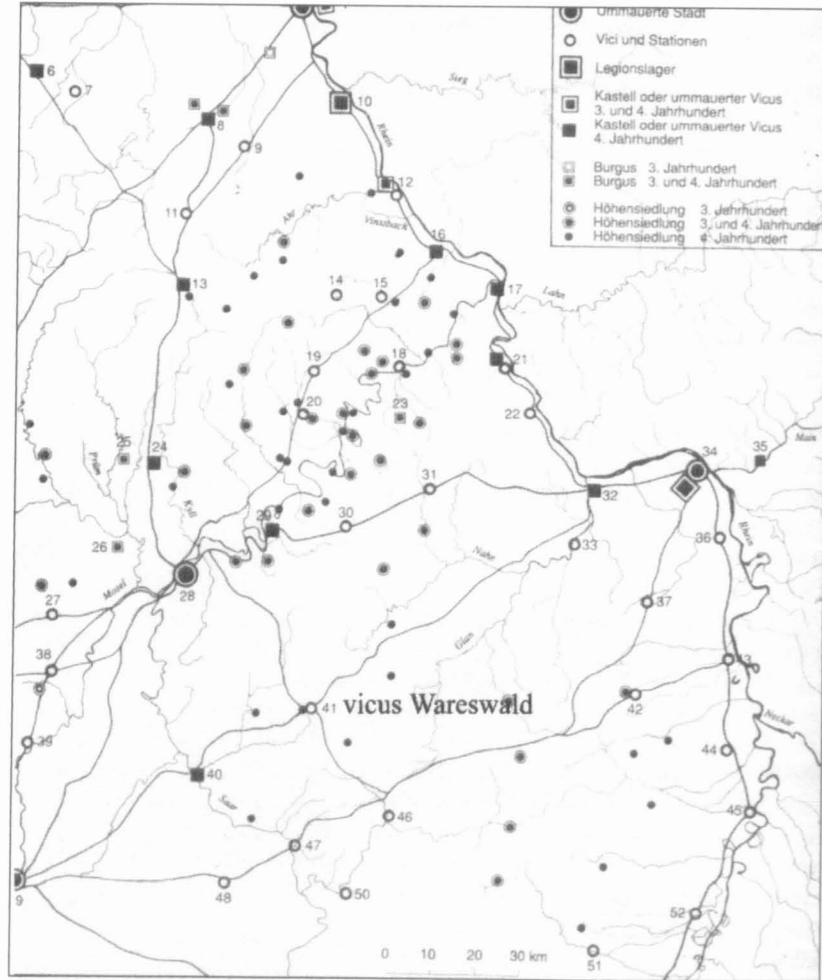 Ummauerte Stadt
Vici und Stationen
Legionslager
Kastell oder ummauerter Vicus
3. und 4. Jahrhundert
Kastell oder ummauerter Vicus
4. Jahrhundert
Burgus 3. Jahrhundert
Burgus 3. und 4. Jahrhundert
Höhensiedlung 3. Jahrhundert
Höhensiedlung 3. und 4. Jahrhundert
Höhensiedlung 4. Jahrhundert
6
7
Sieg
8
10
Rhein
9
12
11
Ahr
Vinxtbach
16
13
14
15
17
Lahn
19
18
21
20
22
23
25
24
Prüm
Kyll
34
35
Main
31
32
29
30
Rhein
26
33
36
Nahe
28
Mosel
27
37
Glan
38
43
41
vicus Wareswald
42
Neckar
39
44
40
Saar
46
45
47
9
48
50
52
51
0 10 20 30 km